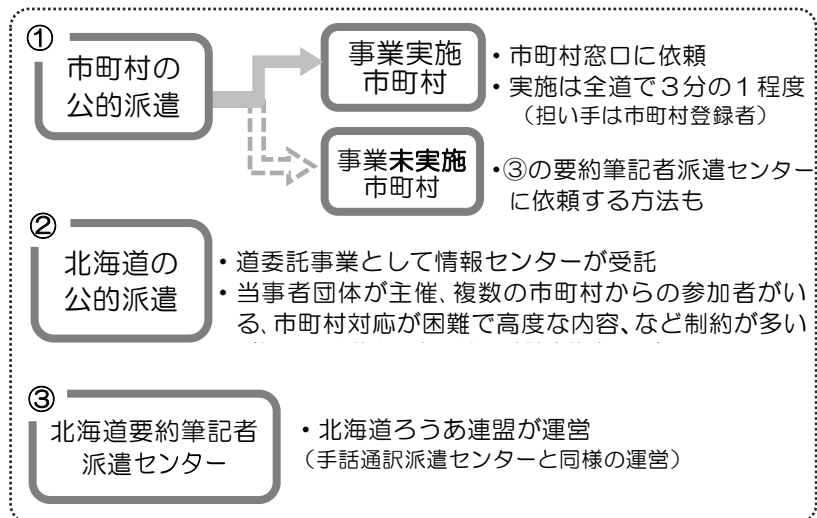 ①
市町村の
公的派遣
事業実施
市町村
・市町村窓口に依頼
・実施は全道で３分の１程度
（担い手は市町村登録者）
事業未実施
市町村
・③の要約筆記者派遣センター
に依頼する方法も
②
北海道の
公的派遣
・道委託事業として情報センターが受託
・当事者団体が主催、複数の市町村からの参加者がい
る、市町村対応が困難で高度な内容、など制約が多い
③
北海道要約筆記者
派遣センター
・北海道ろうあ連盟が運営
（手話通訳派遣センターと同様の運営）